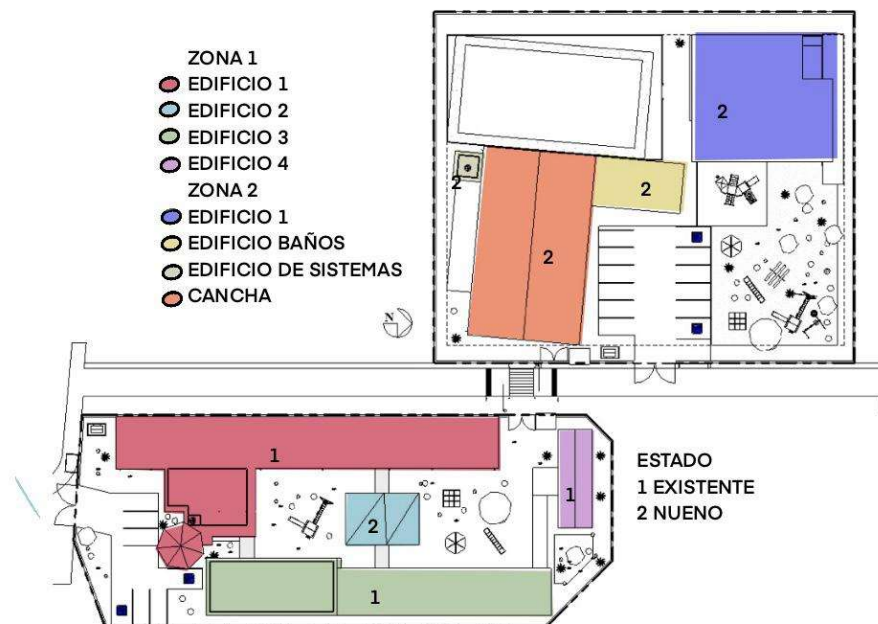 ZONA 1
EDIFICIO 1
EDIFICIO 2
EDIFICIO 3
EDIFICIO 4
ZONA 2
EDIFICIO 1
EDIFICIO BAÑOS
EDIFICIO DE SISTEMAS
CANCHA
2
2
2
2
N
1
2
1
1
ESTADO
1 EXISTENTE
2 NUENO